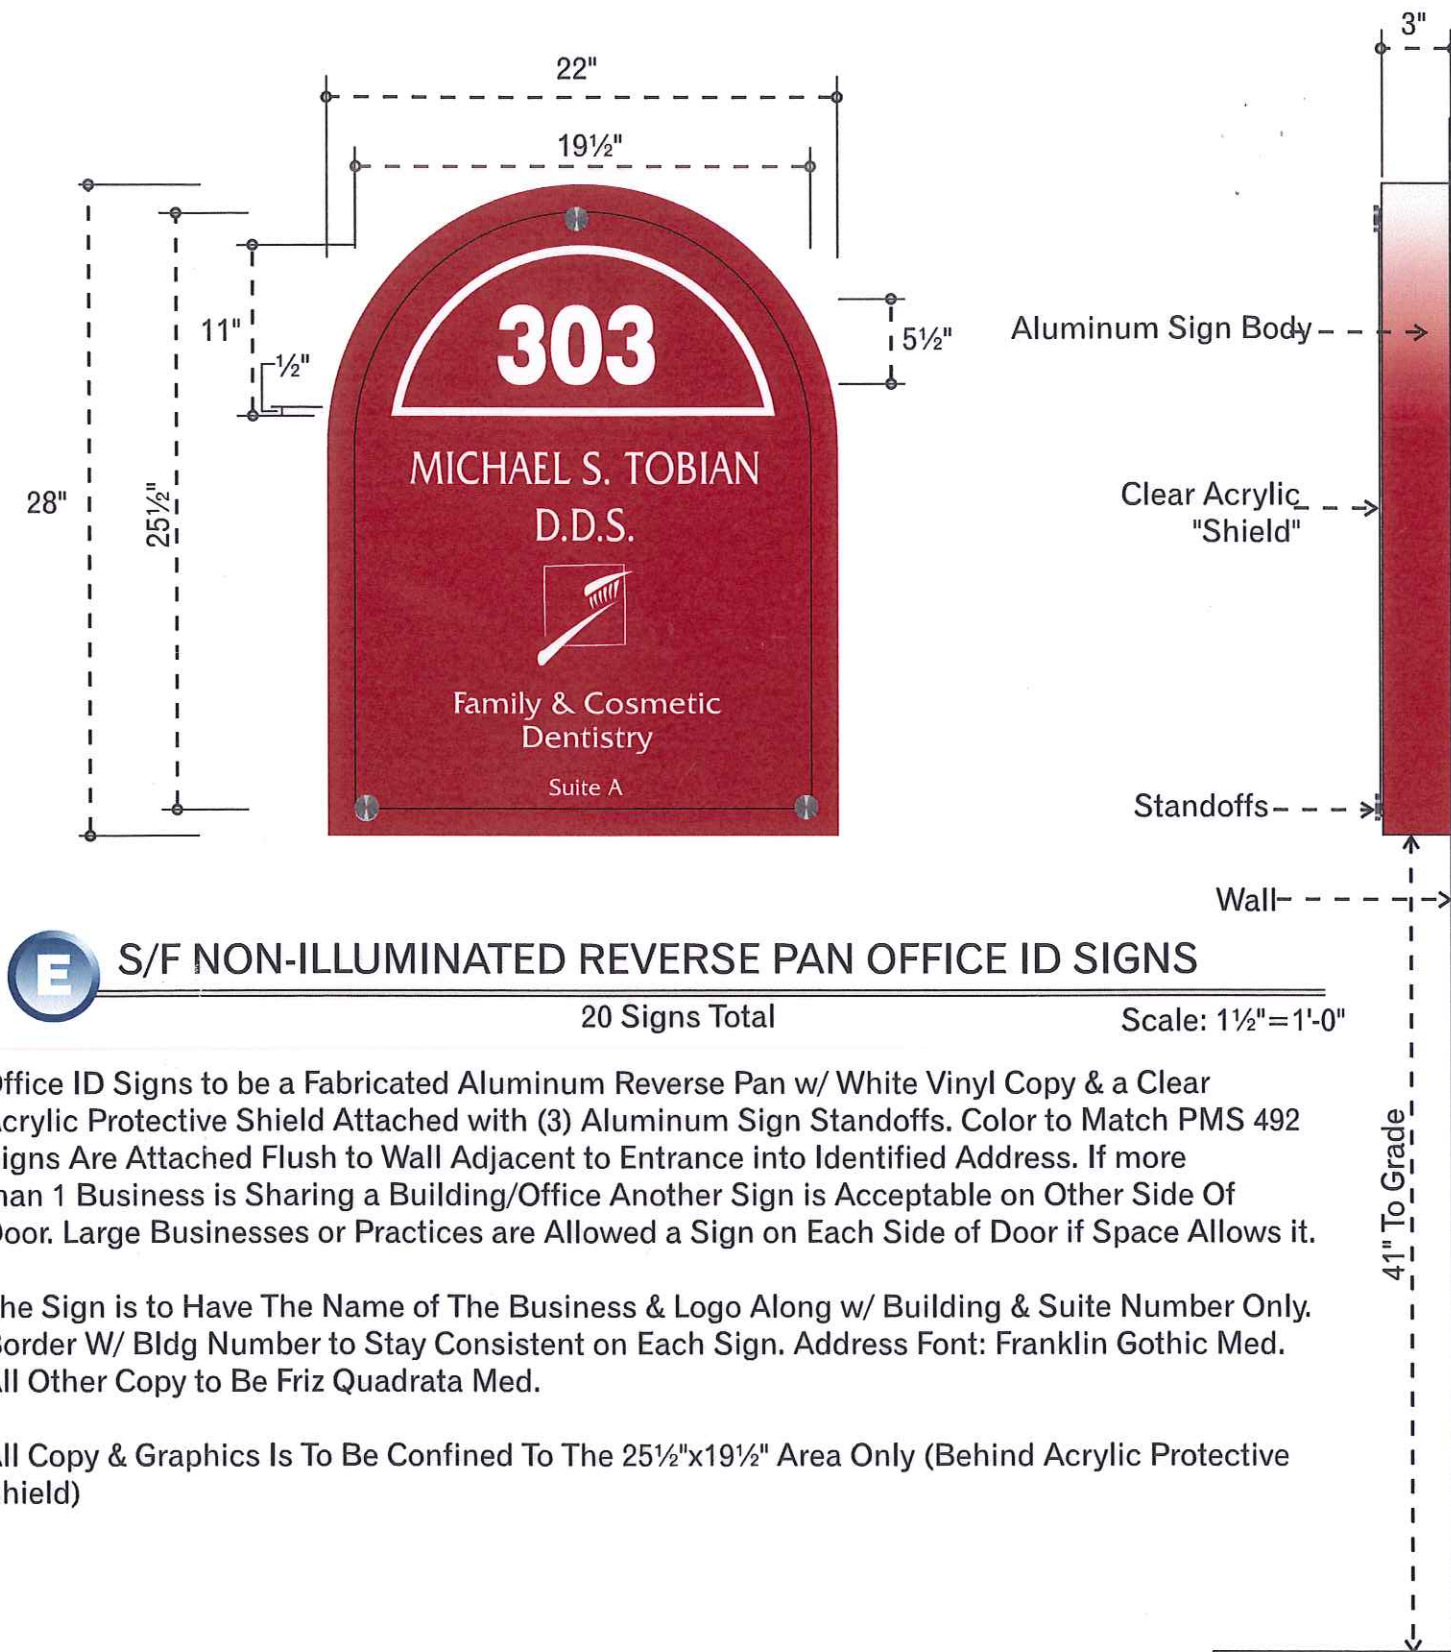 3"
22"
19½"
11"
½"
5½"
28"
25½"
303
MICHAEL S. TOBIAN
D.D.S.
Family & Cosmetic
Dentistry
Suite A
Aluminum Sign Body
Clear Acrylic
"Shield"
Standoffs
Wall
E
S/F NON-ILLUMINATED REVERSE PAN OFFICE ID SIGNS
20 Signs Total
Scale: 1½"=1'-0"
ffice ID Signs to be a Fabricated Aluminum Reverse Pan w/ White Vinyl Copy & a Clear
crylic Protective Shield Attached with (3) Aluminum Sign Standoffs. Color to Match PMS 492
igns Are Attached Flush to Wall Adjacent to Entrance into Identified Address. If more
han 1 Business is Sharing a Building/Office Another Sign is Acceptable on Other Side Of
oor. Large Businesses or Practices are Allowed a Sign on Each Side of Door if Space Allows it.
he Sign is to Have The Name of The Business & Logo Along w/ Building & Suite Number Only.
order W/ Bldg Number to Stay Consistent on Each Sign. Address Font: Franklin Gothic Med.
ll Other Copy to Be Friz Quadrata Med.
ll Copy & Graphics Is To Be Confined To The 25½"x19½" Area Only (Behind Acrylic Protective
hield)
41" To Grade